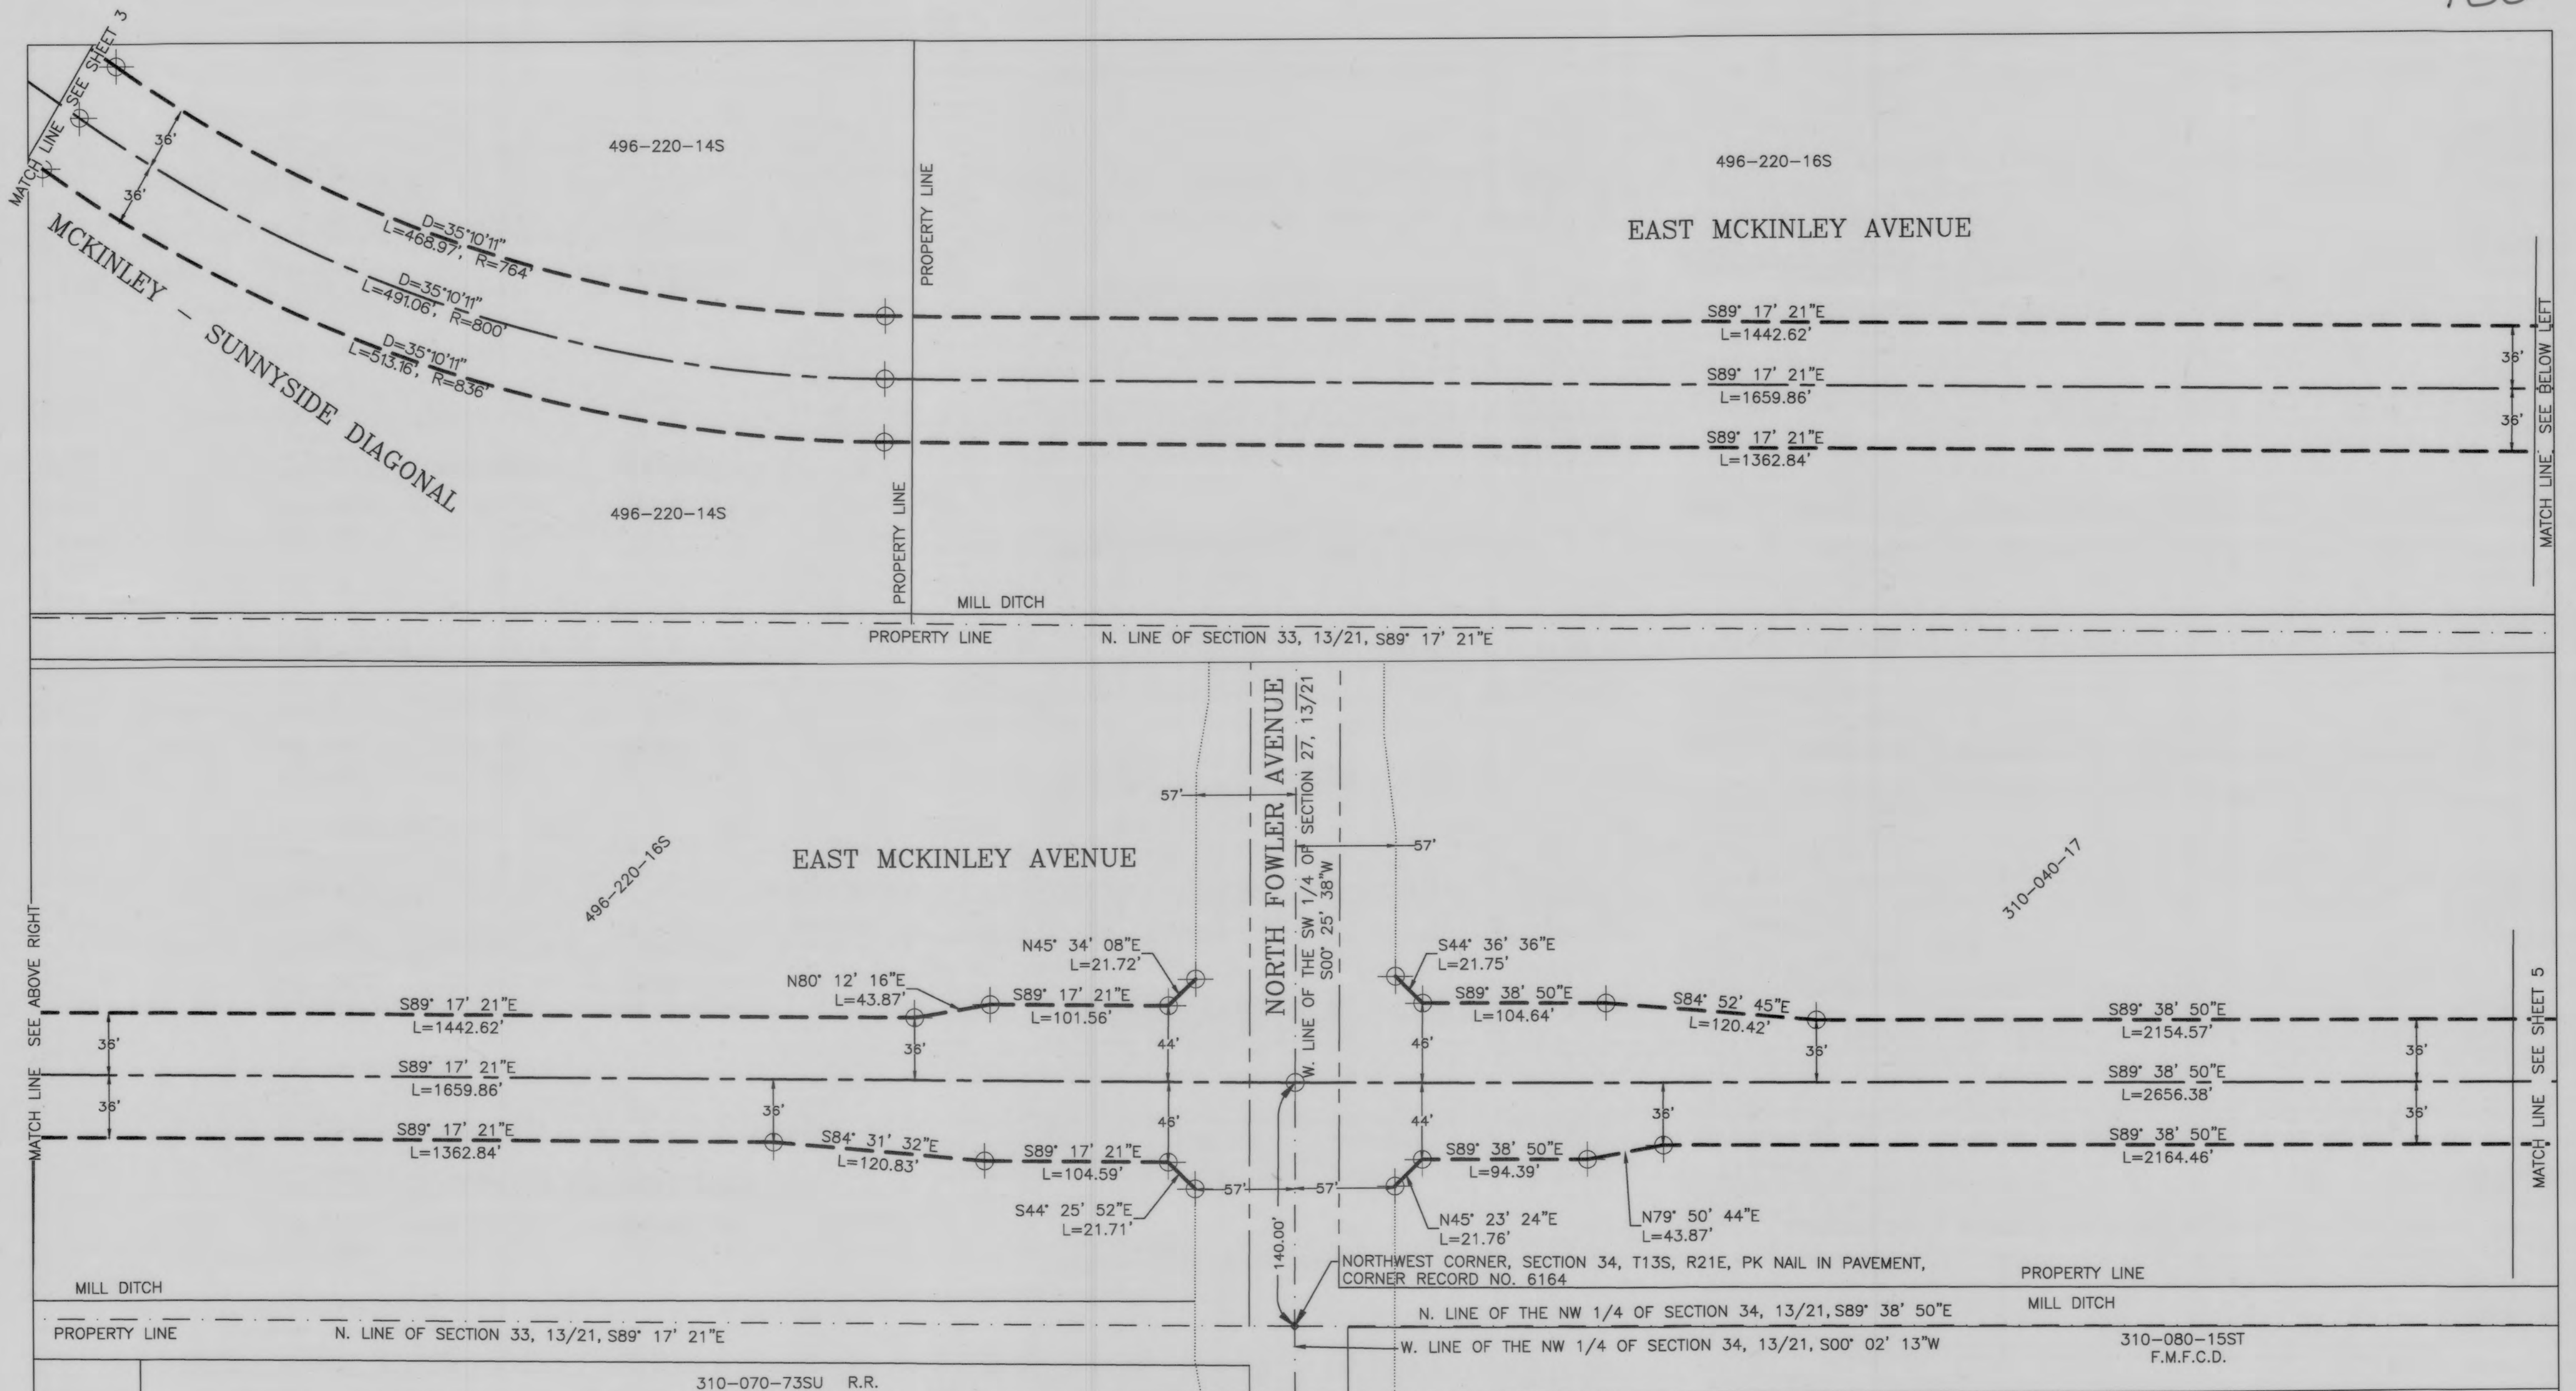 MATCH LINE SEE SHEET 3
36'
36'
MCKINLEY - SUNNYSIDE DIAGONAL
D=35°10'11"
L=468.97', R=764'
D=35°10'11"
L=491.06', R=800'
D=35°10'11"
L=513.16', R=836'
496-220-14S
496-220-14S
PROPERTY LINE
PROPERTY LINE
496-220-16S
EAST MCKINLEY AVENUE
S89° 17' 21"E
L=1442.62'
S89° 17' 21"E
L=1659.86'
S89° 17' 21"E
L=1362.84'
36'
36'
MATCH LINE SEE BELOW LEFT
MILL DITCH
PROPERTY LINE
N. LINE OF SECTION 33, 13/21, S89° 17' 21"E
MATCH LINE SEE ABOVE RIGHT
496-220-16S
EAST MCKINLEY AVENUE
NORTH FOWLER AVENUE
W. LINE OF THE SW 1/4 OF SECTION 27, 13/21
S00° 25' 38"W
57'
57'
310-040-17
N45° 34' 08"E
L=21.72'
N80° 12' 16"E
L=43.87'
S89° 17' 21"E
L=1442.62'
S89° 17' 21"E
L=101.56'
S44° 36' 36"E
L=21.75'
S89° 38' 50"E
L=104.64'
S84° 52' 45"E
L=120.42'
S89° 38' 50"E
L=2154.57'
36'
36'
44'
46'
36'
36'
S89° 17' 21"E
L=1659.86'
S89° 38' 50"E
L=2656.38'
36'
36'
46'
44'
36'
36'
S89° 17' 21"E
L=1362.84'
S84° 31' 32"E
L=120.83'
S89° 17' 21"E
L=104.59'
S89° 38' 50"E
L=94.39'
S89° 38' 50"E
L=2164.46'
57'
57'
S44° 25' 52"E
L=21.71'
N45° 23' 24"E
L=21.76'
N79° 50' 44"E
L=43.87'
140.00'
MATCH LINE SEE SHEET 5
NORTHWEST CORNER, SECTION 34, T13S, R21E, PK NAIL IN PAVEMENT,
CORNER RECORD NO. 6164
PROPERTY LINE
MILL DITCH
MILL DITCH
N. LINE OF THE NW 1/4 OF SECTION 34, 13/21, S89° 38' 50"E
PROPERTY LINE
N. LINE OF SECTION 33, 13/21, S89° 17' 21"E
W. LINE OF THE NW 1/4 OF SECTION 34, 13/21, S00° 02' 13"W
310-080-15ST
F.M.F.C.D.
310-070-73SU R.R.